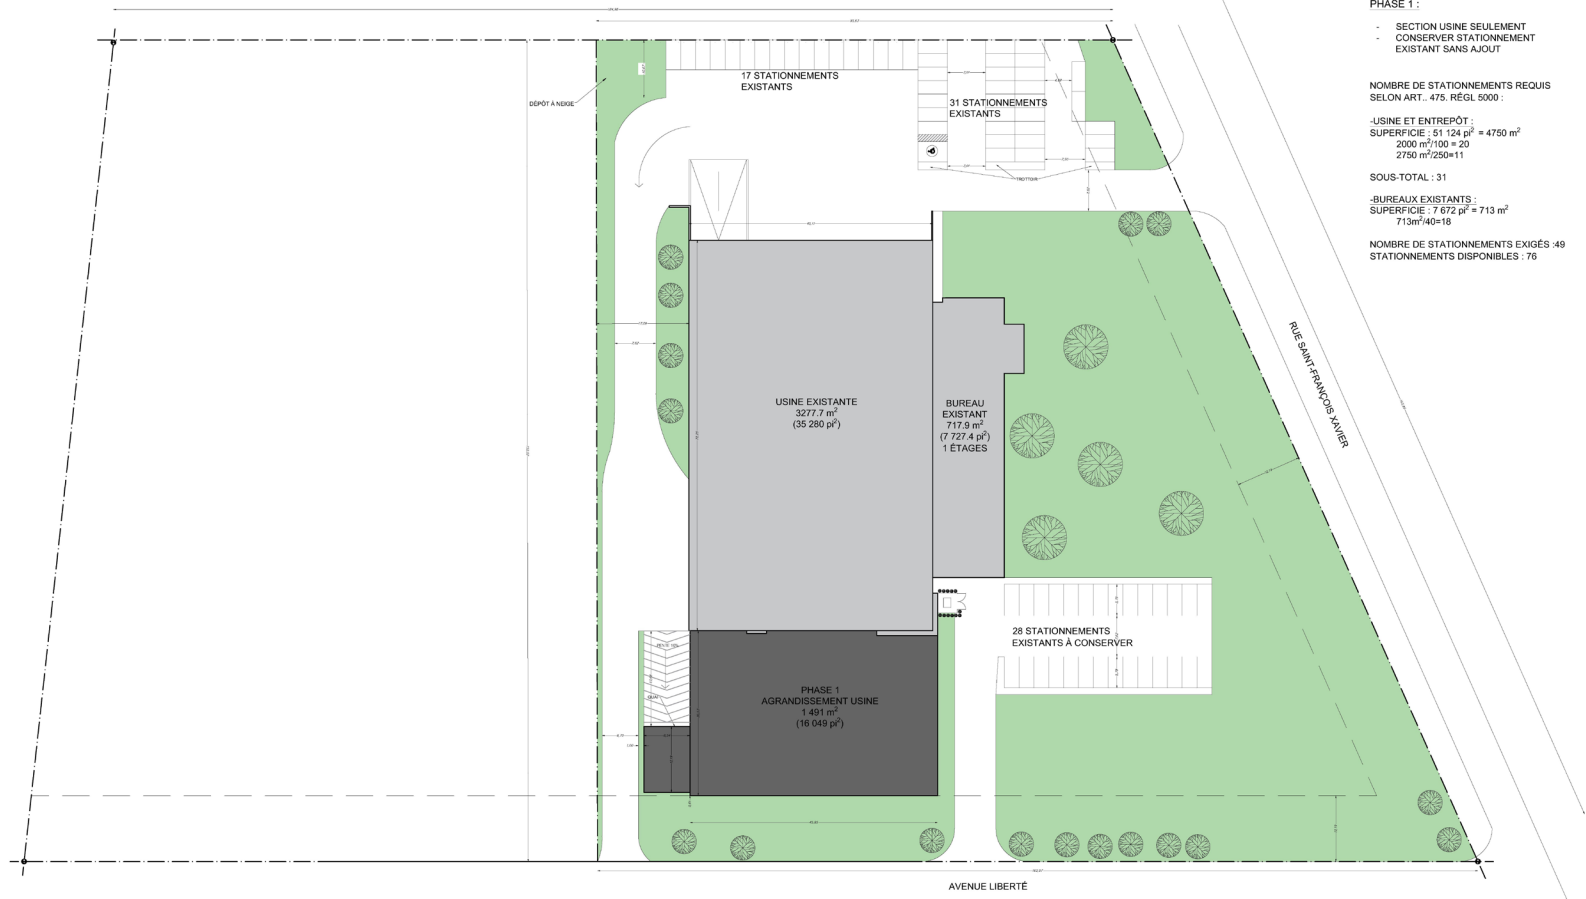 PHASE 1 :
- SECTION USINE SEULEMENT
- CONSERVER STATIONNEMENT
EXISTANT SANS AJOUT
NOMBRE DE STATIONNEMENTS REQUIS
SELON ART.. 475. RÉGL 5000 :
-USINE ET ENTREPÔT :
SUPERFICIE : 51 124 pi² = 4750 m²
2000 m²/100 = 20
2750 m²/250=11
SOUS-TOTAL : 31
-BUREAUX EXISTANTS :
SUPERFICIE : 7 672 pi² = 713 m²
713m²/40=18
NOMBRE DE STATIONNEMENTS EXIGÉS :49
STATIONNEMENTS DISPONIBLES : 76
17 STATIONNEMENTS
EXISTANTS
DÉPÔT À NEIGE
31 STATIONNEMENTS
EXISTANTS
TROTTOIR
RUE SAINT-FRANÇOIS XAVIER
USINE EXISTANTE
3277.7 m²
(35 280 pi²)
BUREAU
EXISTANT
717.9 m²
(7 727.4 pi²)
1 ÉTAGES
28 STATIONNEMENTS
EXISTANTS À CONSERVER
PHASE 1
AGRANDISSEMENT USINE
1 491 m²
(16 049 pi²)
AVENUE LIBERTÉ